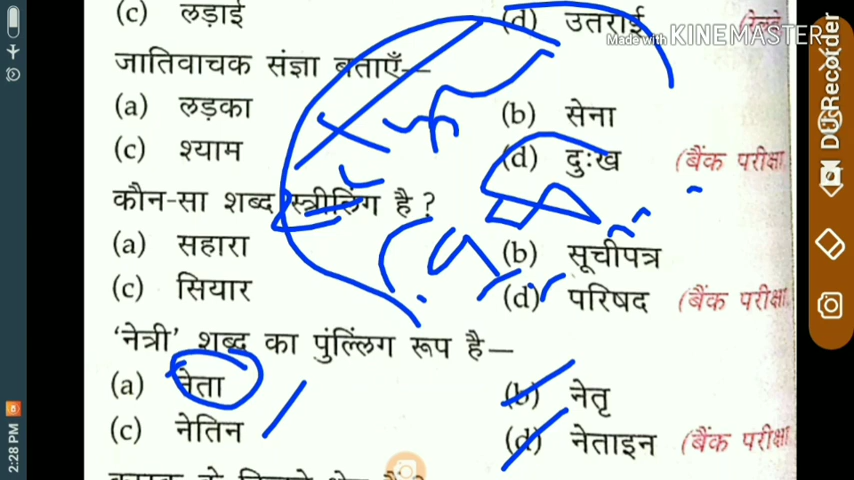 (c) लड़ाई (d) उतराई
Made with KINEMASTER
जातिवाचक संज्ञा बताएँ—
(a) लड़का (b) सेना
(c) श्याम (d) दुःख (बैंक परीक्षा
कौन-सा शब्द स्त्रीलिंग है ?
(a) सहारा (b) सूचीपत्र
(c) सियार (d) परिषद (बैंक परीक्षा
'नेत्री' शब्द का पुंल्लिंग रूप है—
(a) नेता (b) नेतृ
(c) नेतिन (d) नेताइन (बैंक परीक्षा
DU Recorder
2:28 PM